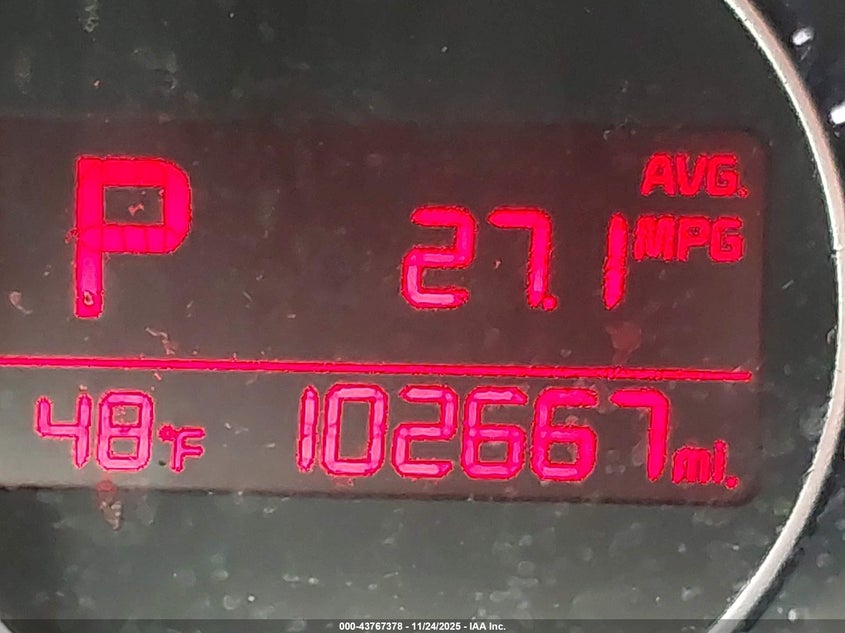 P
27.1 AVG. MPG
48°F 102667 mi.
000-43767378 - 11/24/2025 - IAA Inc.